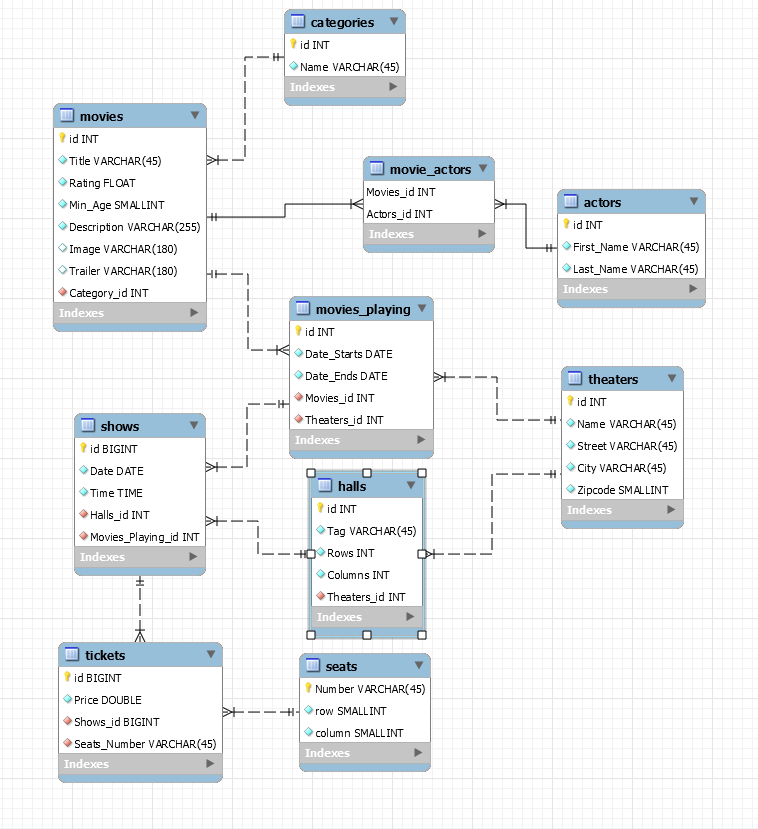 categories
id INT
Name VARCHAR(45)
Indexes
movies
id INT
Title VARCHAR(45)
Rating FLOAT
Min_Age SMALLINT
Description VARCHAR(255)
Image VARCHAR(180)
Trailer VARCHAR(180)
Category_id INT
Indexes
movie_actors
Movies_id INT
Actors_id INT
Indexes
actors
id INT
First_Name VARCHAR(45)
Last_Name VARCHAR(45)
Indexes
movies_playing
id INT
Date_Starts DATE
Date_Ends DATE
Movies_id INT
Theaters_id INT
Indexes
theaters
id INT
Name VARCHAR(45)
Street VARCHAR(45)
City VARCHAR(45)
Zipcode SMALLINT
Indexes
shows
id BIGINT
Date DATE
Time TIME
Halls_id INT
Movies_Playing_id INT
Indexes
halls
id INT
Tag VARCHAR(45)
Rows INT
Columns INT
Theaters_id INT
Indexes
tickets
id BIGINT
Price DOUBLE
Shows_id BIGINT
Seats_Number VARCHAR(45)
Indexes
seats
Number VARCHAR(45)
row SMALLINT
column SMALLINT
Indexes